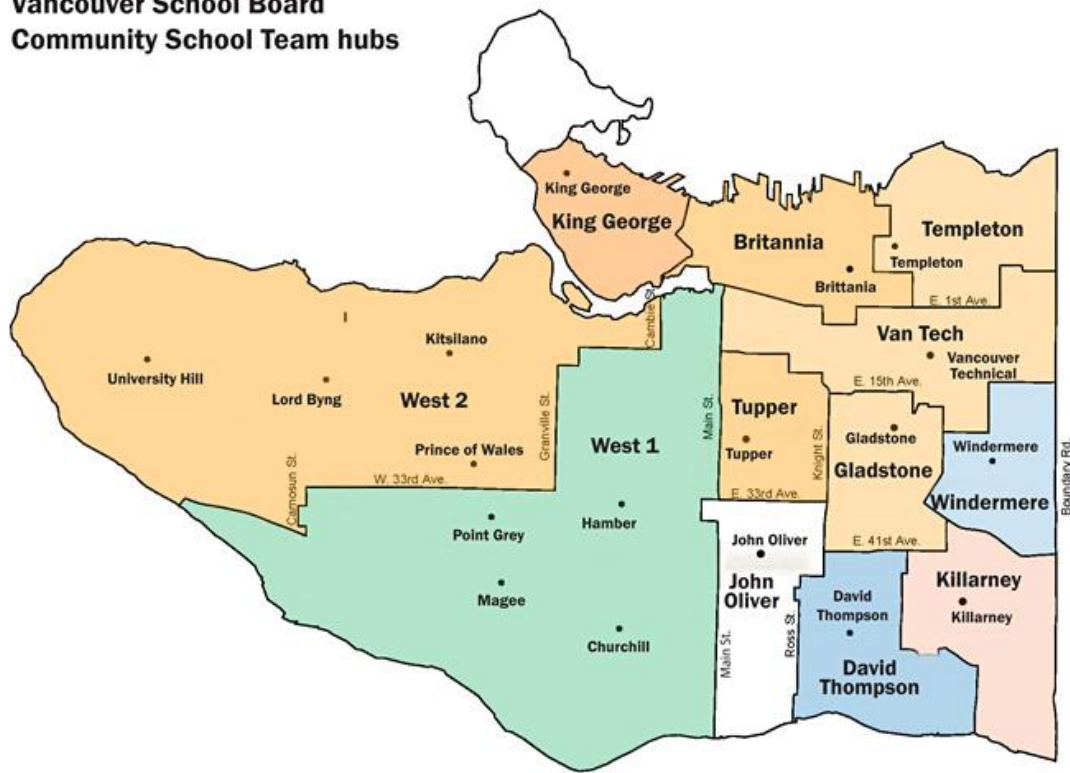 Vancouver School Board
Community School Team hubs
King George
King George
Britannia
Brittania
Templeton
Templeton
E. 1st Ave.
Cambie St.
Van Tech
Vancouver
Technical
E. 15th Ave.
Kitsilano
University Hill
Lord Byng
West 2
Prince of Wales
W. 33rd Ave.
Camosun St.
Granville St.
West 1
Main St.
Tupper
Tupper
Knight St.
E. 33rd Ave.
Gladstone
Gladstone
Windermere
Windermere
Boundary Rd.
E. 41st Ave.
Point Grey
Hamber
Magee
Churchill
John Oliver
John
Oliver
Main St.
Ross St.
David
Thompson
David
Thompson
Killarney
Killarney